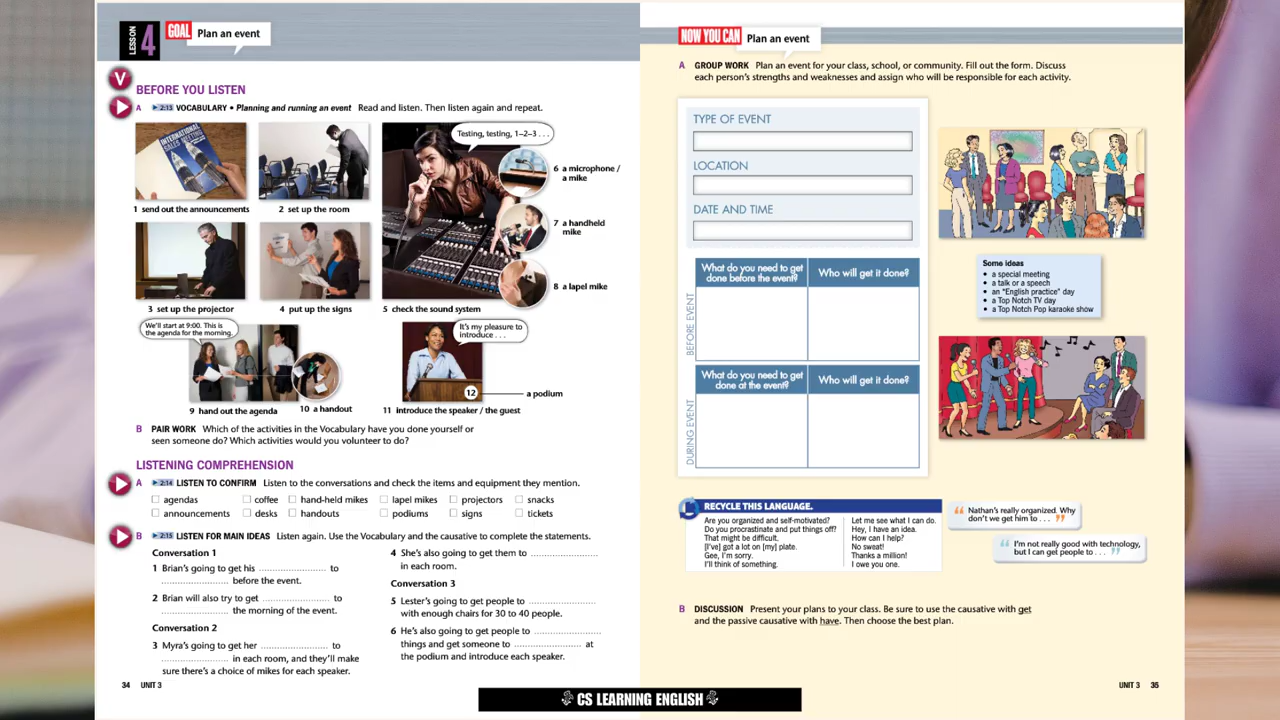 LESSON 4
GOAL Plan an event
V
BEFORE YOU LISTEN
A 2:13 VOCABULARY • Planning and running an event Read and listen. Then listen again and repeat.
INTERNATIONAL
SALES MEETING
1 send out the announcements
2 set up the room
3 set up the projector
4 put up the signs
Testing, testing, 1–2–3 . . .
5 check the sound system
6 a microphone /
a mike
7 a handheld
mike
8 a lapel mike
We'll start at 9:00. This is
the agenda for the morning.
9 hand out the agenda
10 a handout
It's my pleasure to
introduce . . .
12 a podium
11 introduce the speaker / the guest
B PAIR WORK Which of the activities in the Vocabulary have you done yourself or
seen someone do? Which activities would you volunteer to do?
LISTENING COMPREHENSION
A 2:14 LISTEN TO CONFIRM Listen to the conversations and check the items and equipment they mention.
agendas coffee hand-held mikes lapel mikes projectors snacks
announcements desks handouts podiums signs tickets
B 2:15 LISTEN FOR MAIN IDEAS Listen again. Use the Vocabulary and the causative to complete the statements.
Conversation 1
1 Brian's going to get his ........................ to
........................ before the event.
2 Brian will also try to get ........................ to
........................ the morning of the event.
Conversation 2
3 Myra's going to get her ........................ to
........................ in each room, and they'll make
sure there's a choice of mikes for each speaker.
4 She's also going to get them to ........................
in each room.
Conversation 3
5 Lester's going to get people to ........................
with enough chairs for 30 to 40 people.
6 He's also going to get people to ........................
things and get someone to ........................ at
the podium and introduce each speaker.
34 UNIT 3
NOW YOU CAN Plan an event
A GROUP WORK Plan an event for your class, school, or community. Fill out the form. Discuss
each person's strengths and weaknesses and assign who will be responsible for each activity.
TYPE OF EVENT
LOCATION
DATE AND TIME
BEFORE EVENT
What do you need to get
done before the event?
Who will get it done?
DURING EVENT
What do you need to get
done at the event?
Who will get it done?
Some ideas
• a special meeting
• a talk or a speech
• an "English practice" day
• a Top Notch TV day
• a Top Notch Pop karaoke show
RECYCLE THIS LANGUAGE.
Are you organized and self-motivated?
Do you procrastinate and put things off?
That might be difficult.
[I've] got a lot on [my] plate.
Gee, I'm sorry.
I'll think of something.
Let me see what I can do.
Hey, I have an idea.
How can I help?
No sweat!
Thanks a million!
I owe you one.
“ Nathan's really organized. Why
don't we get him to . . . ”
“ I'm not really good with technology,
but I can get people to . . . ”
B DISCUSSION Present your plans to your class. Be sure to use the causative with get
and the passive causative with have. Then choose the best plan.
UNIT 3 35
CS LEARNING ENGLISH